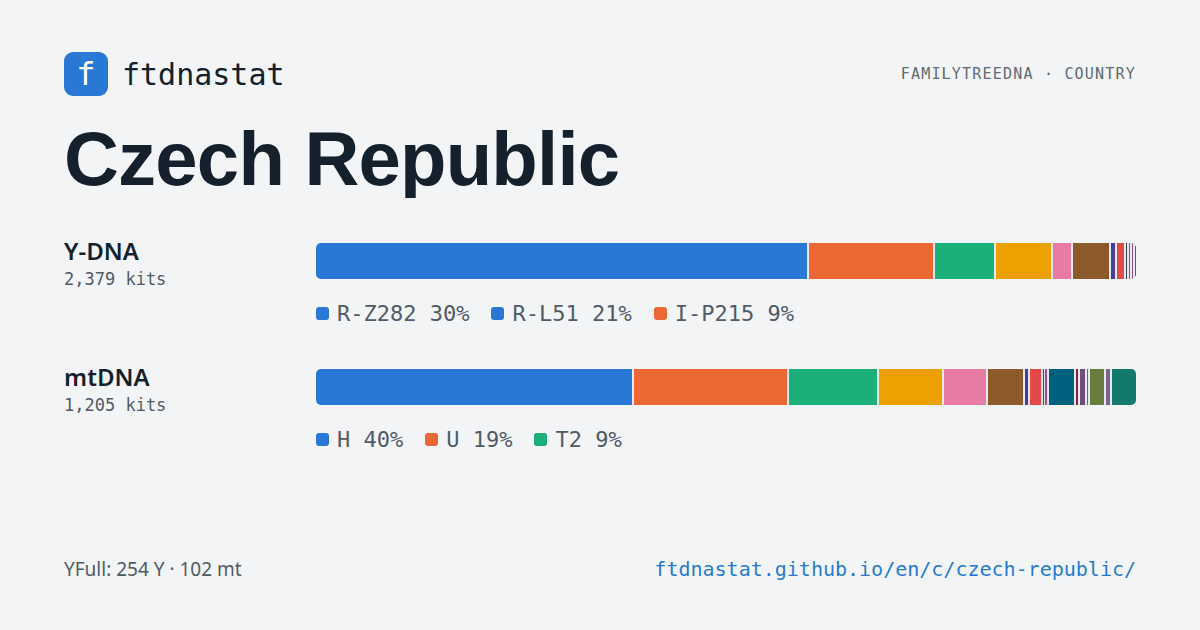 f ftdnastat
FAMILYTREEDNA · COUNTRY
Czech Republic
Y-DNA
2,379 kits
R-Z282 30% R-L51 21% I-P215 9%
mtDNA
1,205 kits
H 40% U 19% T2 9%
YFull: 254 Y · 102 mt
ftdnastat.github.io/en/c/czech-republic/